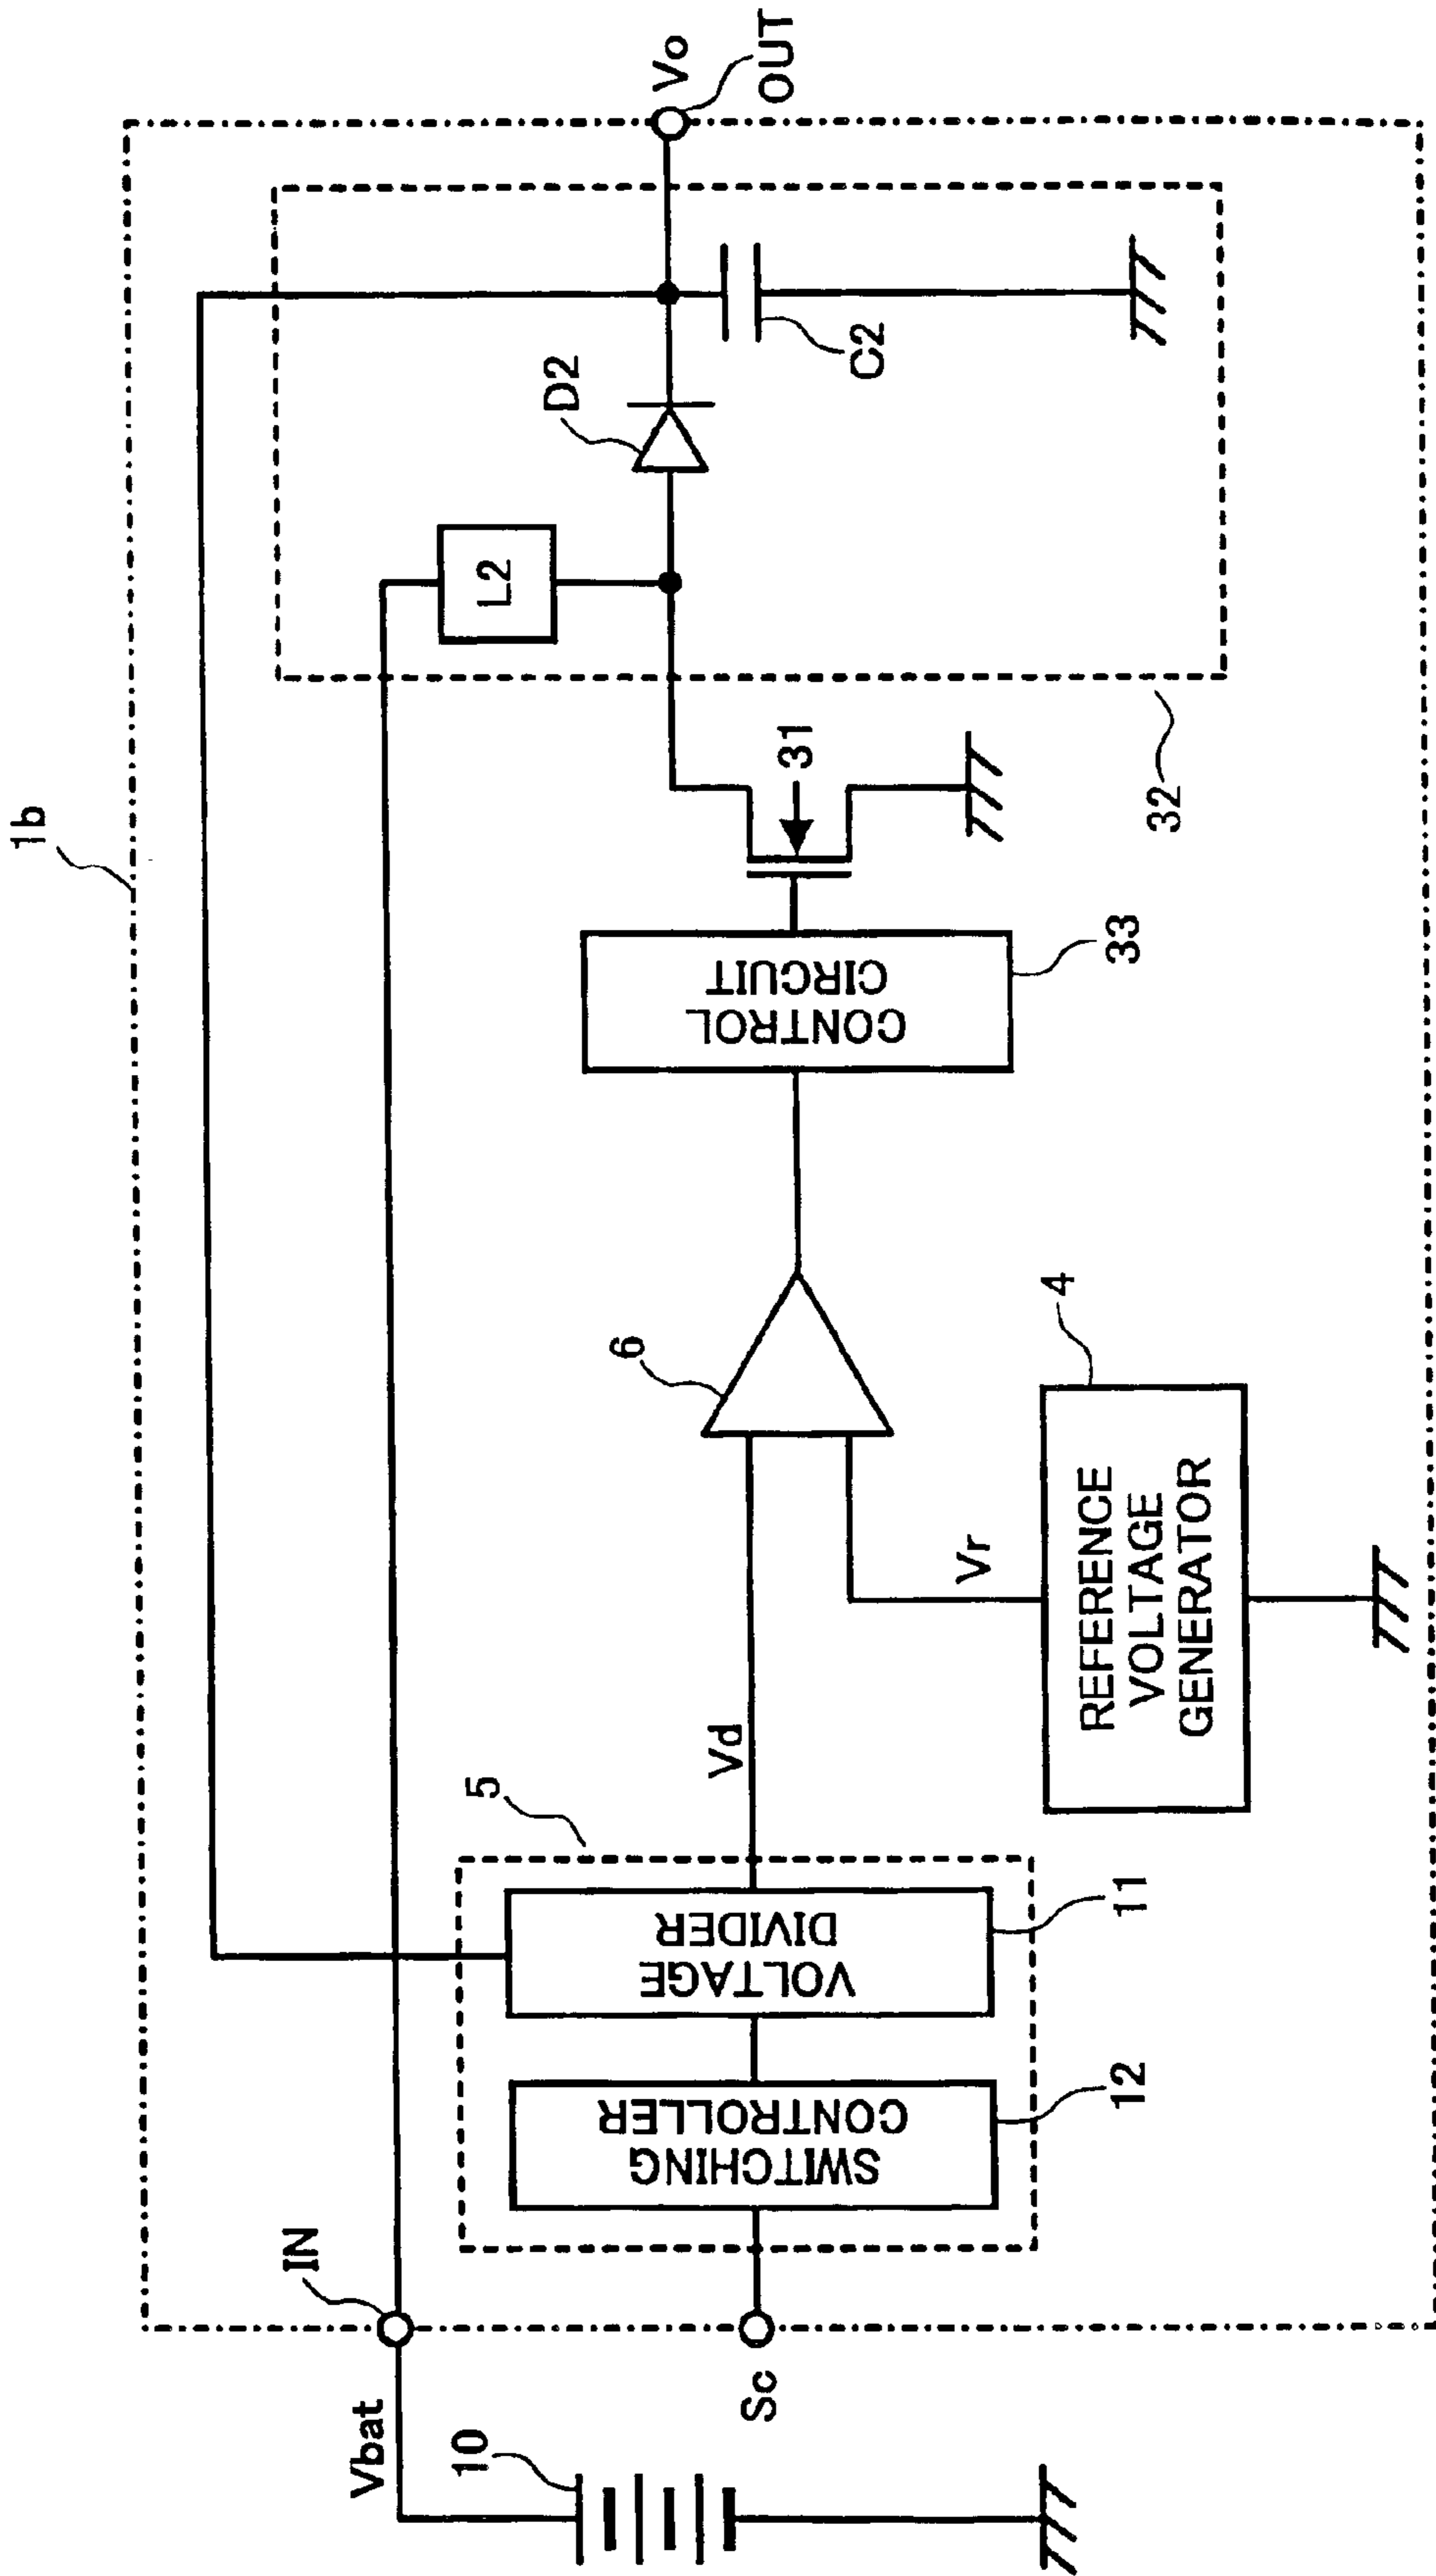 1b
Vbat
10
IN
Sc
5
SWITCHING
CONTROLLER
12
VOLTAGE
DIVIDER
11
Vd
Vr
REFERENCE
VOLTAGE
GENERATOR
4
6
CONTROL
CIRCUIT
33
31
32
L2
D2
C2
Vo
OUT